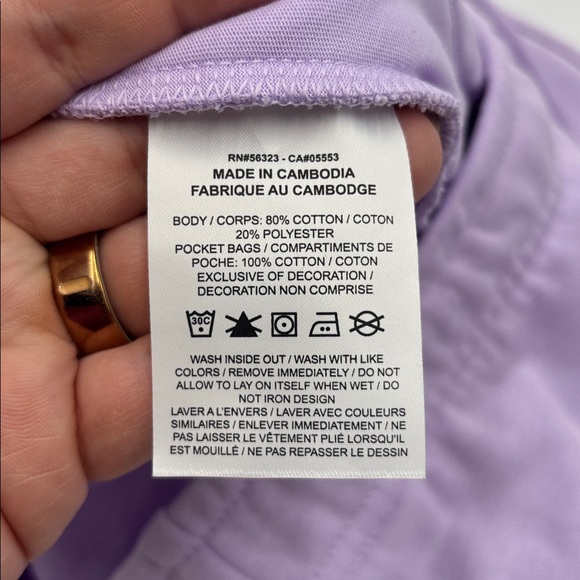 RN#56323 - CA#05553
MADE IN CAMBODIA
FABRIQUE AU CAMBODGE
BODY / CORPS: 80% COTTON / COTON
20% POLYESTER
POCKET BAGS / COMPARTIMENTS DE
POCHE: 100% COTTON / COTON
EXCLUSIVE OF DECORATION /
DECORATION NON COMPRISE
30C
WASH INSIDE OUT / WASH WITH LIKE
COLORS / REMOVE IMMEDIATELY / DO NOT
ALLOW TO LAY ON ITSELF WHEN WET / DO
NOT IRON DESIGN
LAVER A L'ENVERS / LAVER AVEC COULEURS
SIMILAIRES / ENLEVER IMMEDIATEMENT / NE
PAS LAISSER LE VÊTEMENT PLIÉ LORSQU'IL
EST MOUILLÉ / NE PAS REPASSER LE DESSIN